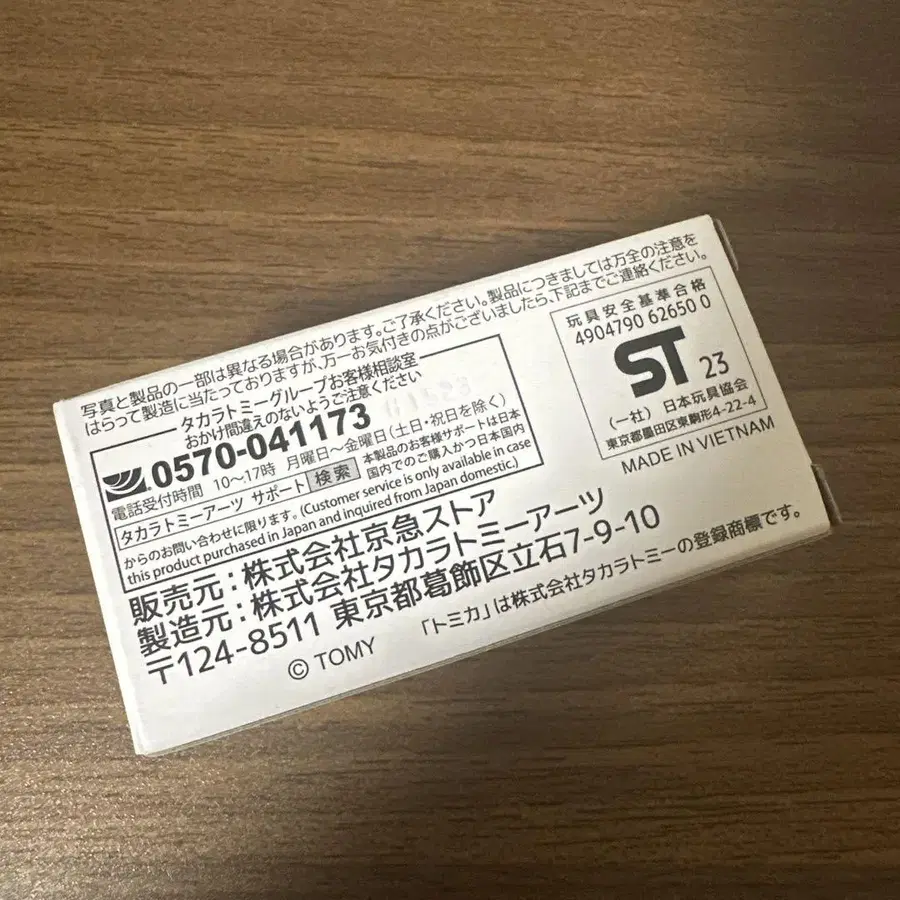 写真と製品の一部は異なる場合があります。ご了承ください。製品につきましては万全の注意を
はらって製造に当たっておりますが、万一お気付きの点がございましたら、下記までご連絡ください。
タカラトミーグループお客様相談室
おかけ間違えのないようご注意ください
0570-041173
電話受付時間 10〜17時 月曜日〜金曜日(土日・祝日を除く)
タカラトミーアーツ サポート 検索 本製品のお客様サポートは日本
国内でのご購入かつ日本国内
からのお問い合わせに限ります。(Customer service is only available in case
this product purchased in Japan and inquired from Japan domestic.)
販売元:株式会社京急ストア
製造元:株式会社タカラトミーアーツ
〒124-8511 東京都葛飾区立石7-9-10
© TOMY 「トミカ」は株式会社タカラトミーの登録商標です。
玩具安全基準合格
4904790 62650 0
ST 23
(一社) 日本玩具協会
東京都墨田区東駒形4-22-4
MADE IN VIETNAM